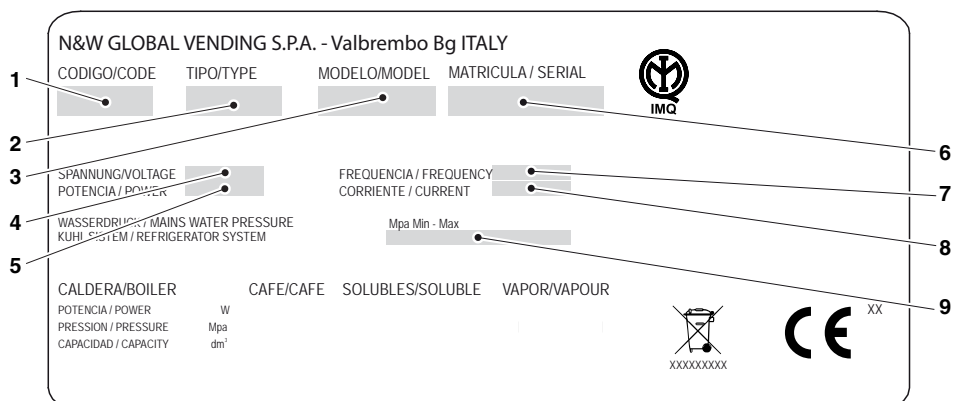 N&W GLOBAL VENDING S.P.A. - Valbrembo Bg ITALY
CODIGO/CODE TIPO/TYPE MODELO/MODEL MATRICULA / SERIAL
IMQ
1
2
3
4
5
6
7
8
9
SPANNUNG/VOLTAGE FREQUENCIA / FREQUENCY
POTENCIA / POWER CORRIENTE / CURRENT
WASSERDRUCK / MAINS WATER PRESSURE Mpa Min - Max
KUHL SISTEM / REFRIGERATOR SYSTEM
CALDERA/BOILER CAFE/CAFE SOLUBLES/SOLUBLE VAPOR/VAPOUR
POTENCIA / POWER W
PRESSION / PRESSURE Mpa
CAPACIDAD / CAPACITY dm³
XXXXXXXXX
CE
XX